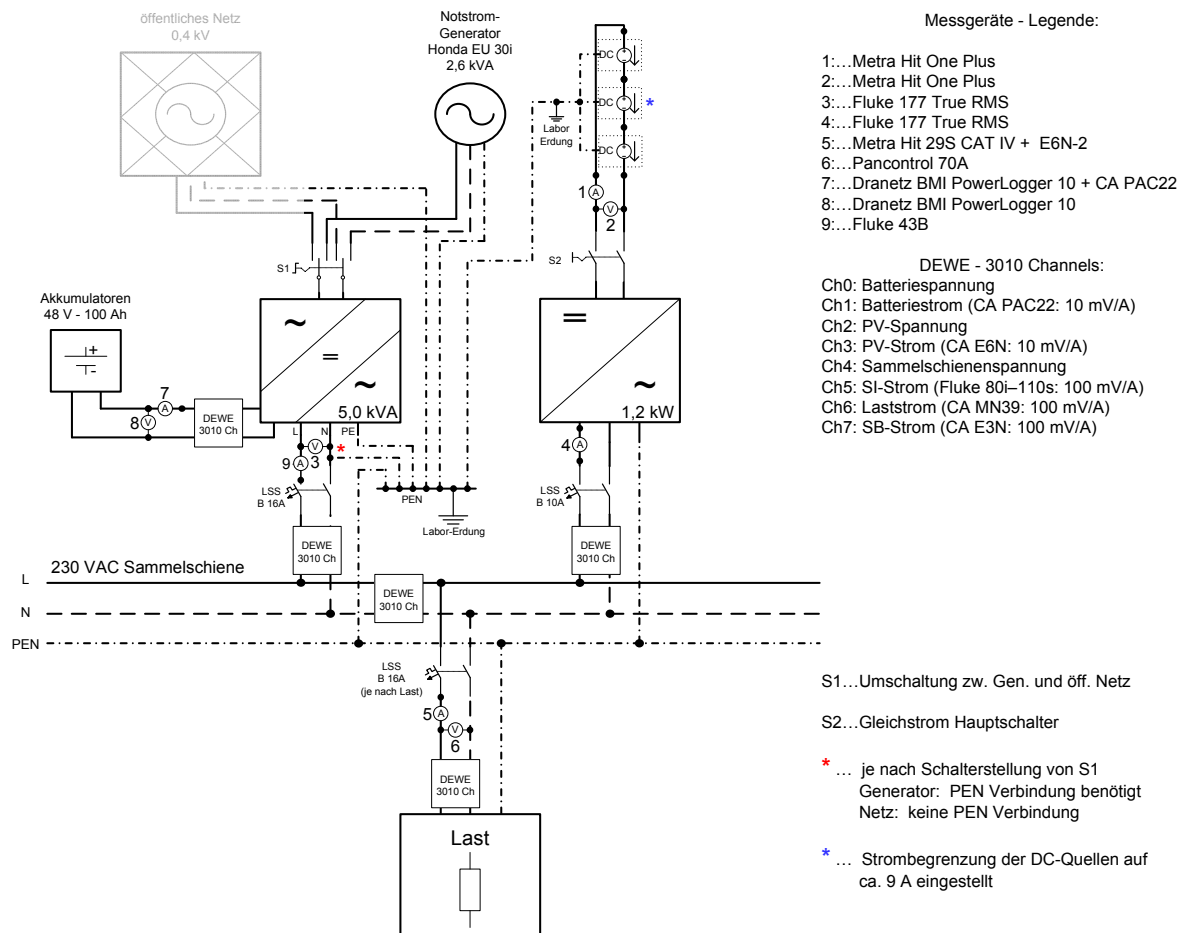 öffentliches Netz
0,4 kV
Notstrom-
Generator
Honda EU 30i
2,6 kVA
DC
DC
*
DC
Labor
Erdung
1
A
V
2
S1
S2
Akkumulatoren
48 V - 100 Ah
+
-
~
=
~
5,0 kVA
L
N
PE
=
~
1,2 kW
7
A
8
V
DEWE
3010 Ch
V
3
*
9
A
LSS
B 16A
PEN
Labor-Erdung
4
A
LSS
B 10A
DEWE
3010 Ch
DEWE
3010 Ch
230 VAC Sammelschiene
L
N
PEN
DEWE
3010 Ch
LSS
B 16A
(je nach Last)
5
A
V
6
DEWE
3010 Ch
Last
Messgeräte - Legende:
1:…Metra Hit One Plus
2:…Metra Hit One Plus
3:…Fluke 177 True RMS
4:…Fluke 177 True RMS
5:…Metra Hit 29S CAT IV + E6N-2
6:…Pancontrol 70A
7:…Dranetz BMI PowerLogger 10 + CA PAC22
8:…Dranetz BMI PowerLogger 10
9:…Fluke 43B
DEWE - 3010 Channels:
Ch0: Batteriespannung
Ch1: Batteriestrom (CA PAC22: 10 mV/A)
Ch2: PV-Spannung
Ch3: PV-Strom (CA E6N: 10 mV/A)
Ch4: Sammelschienenspannung
Ch5: SI-Strom (Fluke 80i–110s: 100 mV/A)
Ch6: Laststrom (CA MN39: 100 mV/A)
Ch7: SB-Strom (CA E3N: 100 mV/A)
S1…Umschaltung zw. Gen. und öff. Netz
S2…Gleichstrom Hauptschalter
* … je nach Schalterstellung von S1
Generator: PEN Verbindung benötigt
Netz: keine PEN Verbindung
* … Strombegrenzung der DC-Quellen auf
ca. 9 A eingestellt